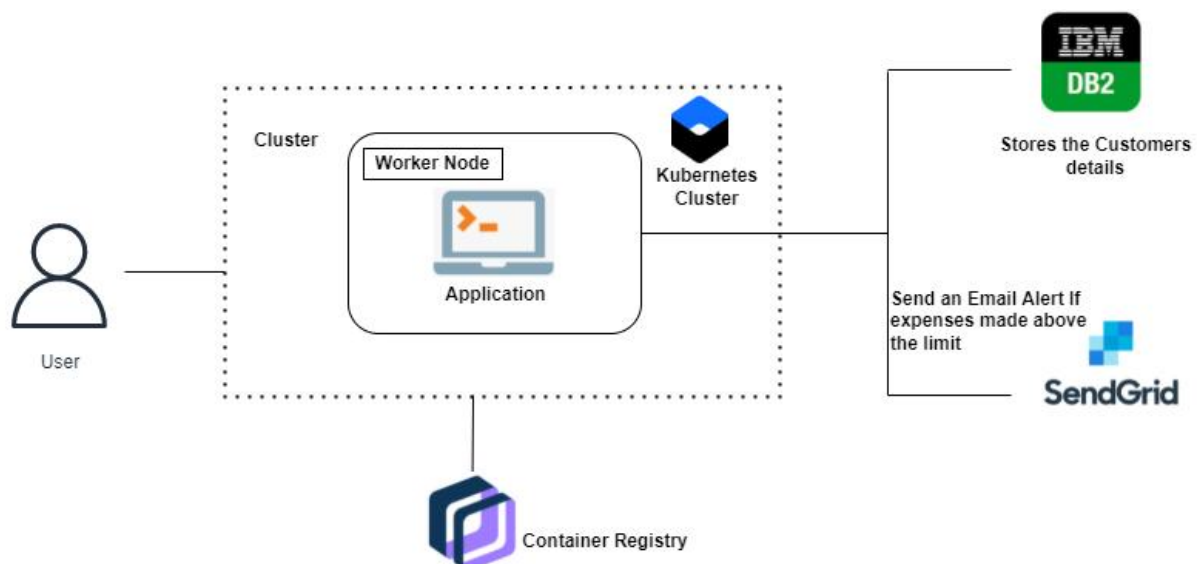 IBM
DB2
Stores the Customers
details
Cluster
Worker Node
Kubernetes
Cluster
Application
User
Send an Email Alert If
expenses made above
the limit
SendGrid
Container Registry